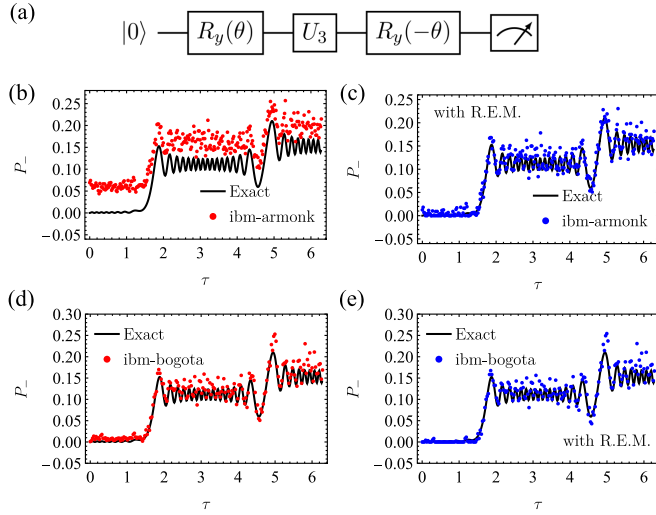 (a)
|0⟩ R_y(θ) U_3 R_y(−θ)
(b)
0.25
0.20
0.15
0.10
0.05
0.00
−0.05
P_−
Exact
ibm-armonk
0 1 2 3 4 5 6
τ
(c)
with R.E.M.
0.25
0.20
0.15
0.10
0.05
0.00
−0.05
P_−
Exact
ibm-armonk
0 1 2 3 4 5 6
τ
(d)
0.30
0.25
0.20
0.15
0.10
0.05
0.00
−0.05
P_−
Exact
ibm-bogota
0 1 2 3 4 5 6
τ
(e)
0.30
0.25
0.20
0.15
0.10
0.05
0.00
−0.05
P_−
Exact
ibm-bogota
with R.E.M.
0 1 2 3 4 5 6
τ